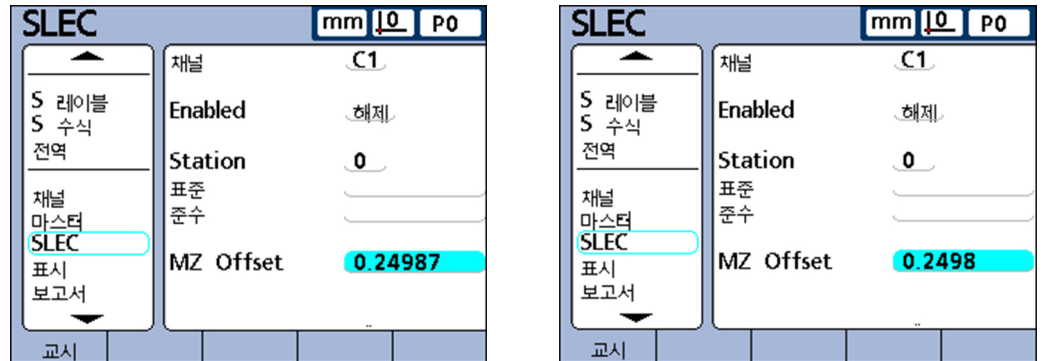 SLEC mm 0 P0
채널 C1
S 레이블
S 수식
전역
Enabled 해제
Station 0
표준
준수
채널
마스터
SLEC
표시
보고서
MZ Offset 0.24987
교시
SLEC mm 0 P0
채널 C1
S 레이블
S 수식
전역
Enabled 해제
Station 0
표준
준수
채널
마스터
SLEC
표시
보고서
MZ Offset 0.2498
교시